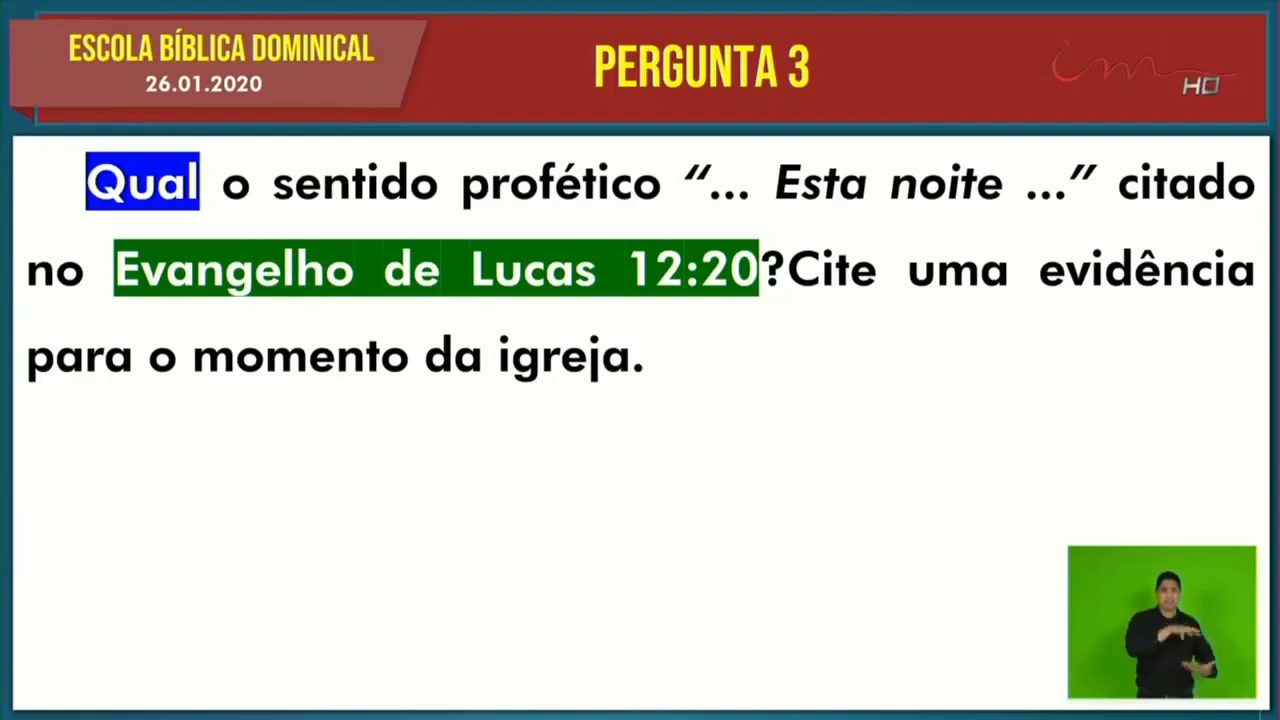 ESCOLA BÍBLICA DOMINICAL
26.01.2020
PERGUNTA 3
im
HD
Qual o sentido profético “... Esta noite ...” citado
no Evangelho de Lucas 12:20?Cite uma evidência
para o momento da igreja.